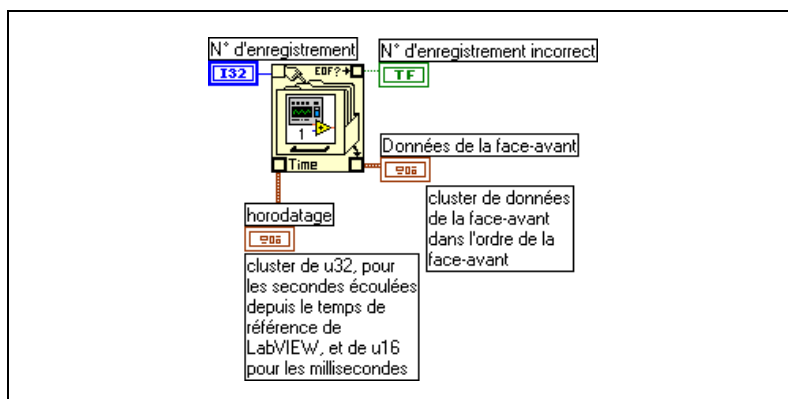 N° d'enregistrement
N° d'enregistrement incorrect
I32
EOF?
TF
1
Données de la face-avant
Time
cluster de données
de la face-avant
dans l'ordre de la
face-avant
horodatage
cluster de u32, pour
les secondes écoulées
depuis le temps de
référence de
LabVIEW, et de u16
pour les millisecondes